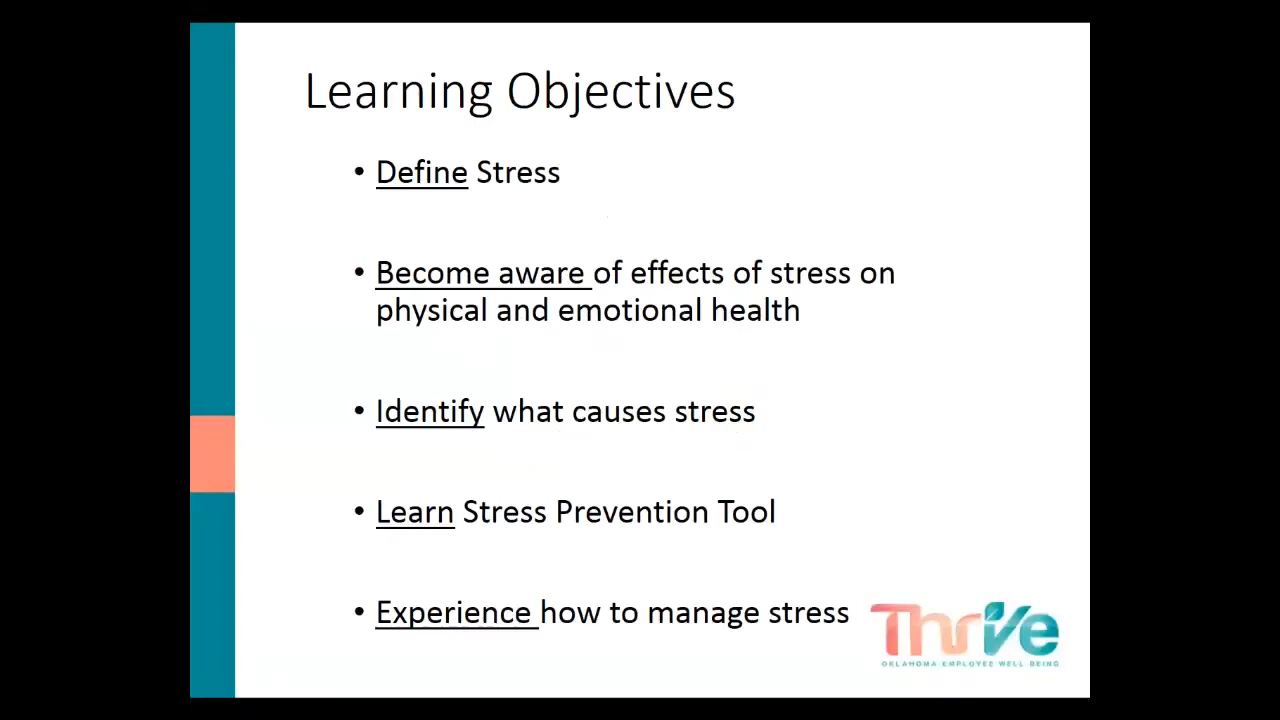 Learning Objectives
• Define Stress
• Become aware of effects of stress on
physical and emotional health
• Identify what causes stress
• Learn Stress Prevention Tool
• Experience how to manage stress
Thrive
OKLAHOMA EMPLOYEE WELL BEING